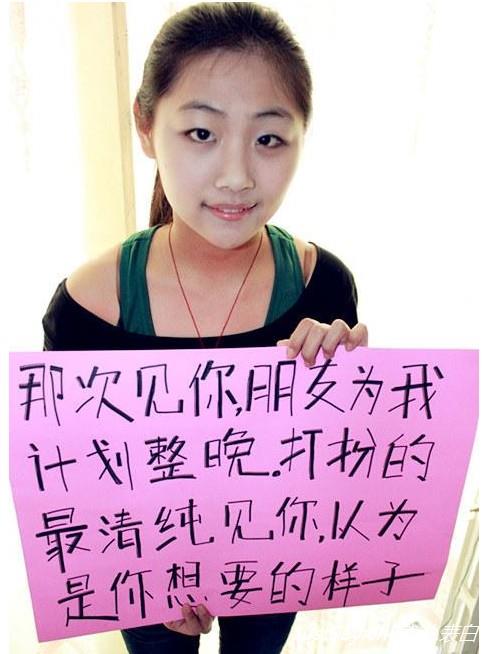 那次见你,朋友为我
计划整晚.打扮的
最清纯见你,以为
是你想要的样子
表白